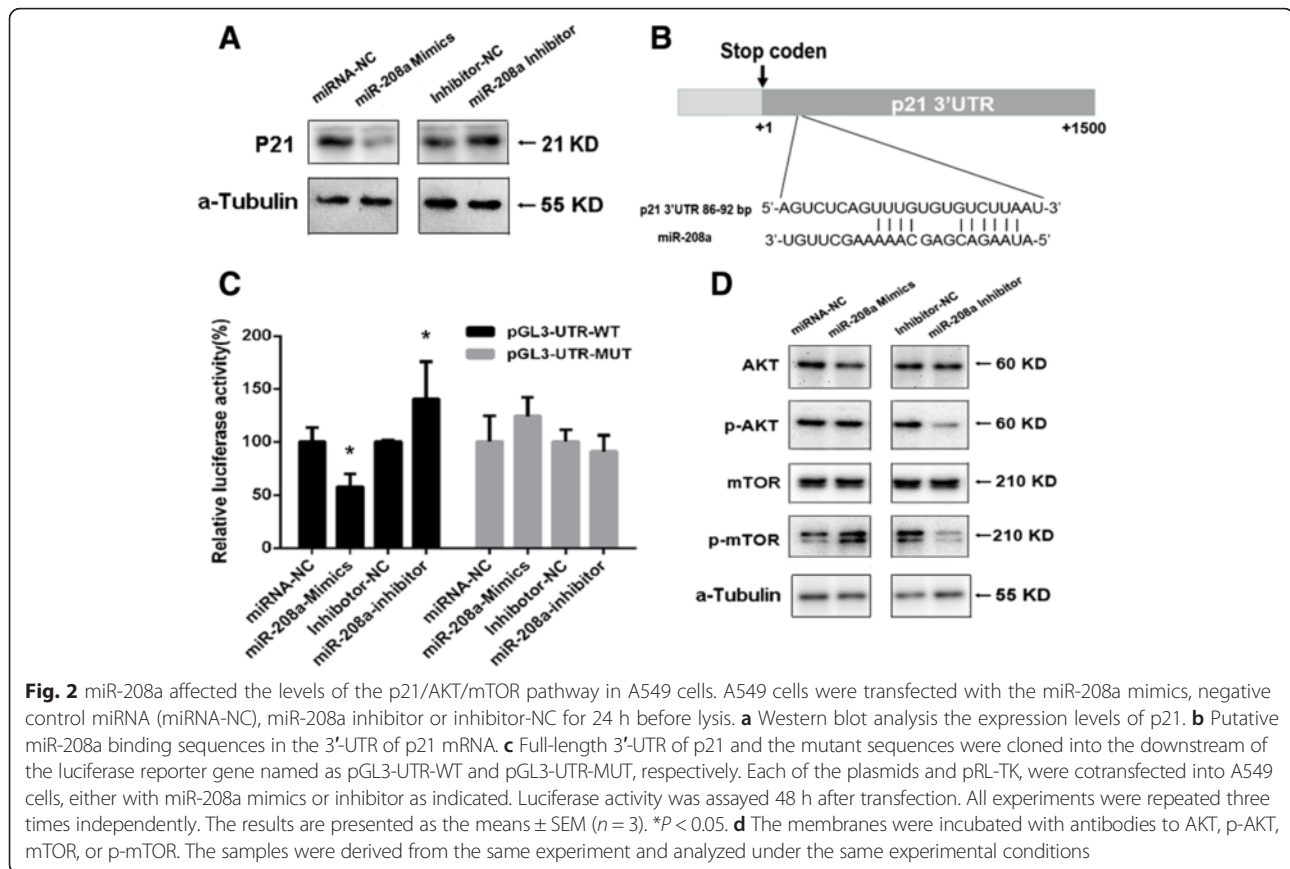 A
miRNA-NC
miR-208a Mimics
Inhibitor-NC
miR-208a Inhibitor
P21
← 21 KD
a-Tubulin
← 55 KD
B
Stop coden
p21 3'UTR
+1
+1500
p21 3'UTR 86-92 bp 5'-AGUCUCAGUUUGUGUGUCUUAAU-3'
miR-208a 3'-UGUUCGAAAAACGAGCAGAAUA-5'
C
Relative luciferase activity(%)
200
150
100
50
0
*
*
pGL3-UTR-WT
pGL3-UTR-MUT
miRNA-NC
miR-208a-Mimics
Inhibotor-NC
miR-208a-inhibitor
miRNA-NC
miR-208a-Mimics
Inhibotor-NC
miR-208a-inhibitor
D
miRNA-NC
miR-208a Mimics
Inhibitor-NC
miR-208a Inhibitor
AKT
←60 KD
p-AKT
←60 KD
mTOR
←210 KD
p-mTOR
←210 KD
a-Tubulin
← 55 KD
Fig. 2 miR-208a affected the levels of the p21/AKT/mTOR pathway in A549 cells. A549 cells were transfected with the miR-208a mimics, negative
control miRNA (miRNA-NC), miR-208a inhibitor or inhibitor-NC for 24 h before lysis. a Western blot analysis the expression levels of p21. b Putative
miR-208a binding sequences in the 3′-UTR of p21 mRNA. c Full-length 3′-UTR of p21 and the mutant sequences were cloned into the downstream of
the luciferase reporter gene named as pGL3-UTR-WT and pGL3-UTR-MUT, respectively. Each of the plasmids and pRL-TK, were cotransfected into A549
cells, either with miR-208a mimics or inhibitor as indicated. Luciferase activity was assayed 48 h after transfection. All experiments were repeated three
times independently. The results are presented as the means ± SEM (n = 3). *P < 0.05. d The membranes were incubated with antibodies to AKT, p-AKT,
mTOR, or p-mTOR. The samples were derived from the same experiment and analyzed under the same experimental conditions